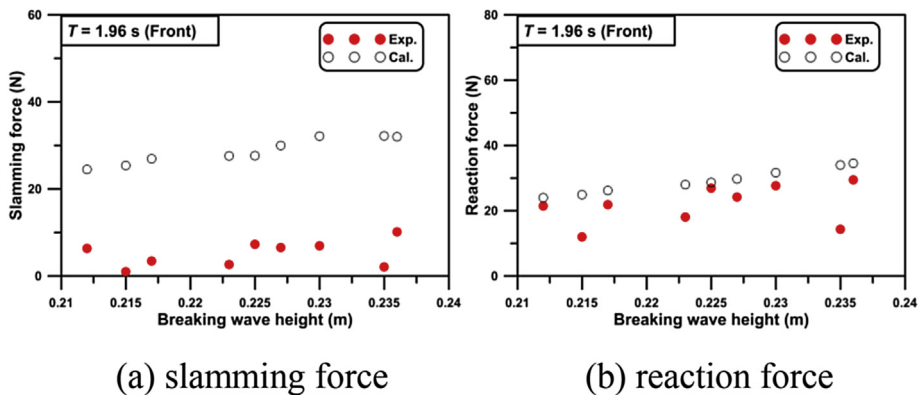 T = 1.96 s (Front)
Exp.
Cal.
Slamming force (N)
60
40
20
0
0.21 0.215 0.22 0.225 0.23 0.235 0.24
Breaking wave height (m)
(a) slamming force
T = 1.96 s (Front)
Exp.
Cal.
Reaction force (N)
80
60
40
20
0
0.21 0.215 0.22 0.225 0.23 0.235 0.24
Breaking wave height (m)
(b) reaction force